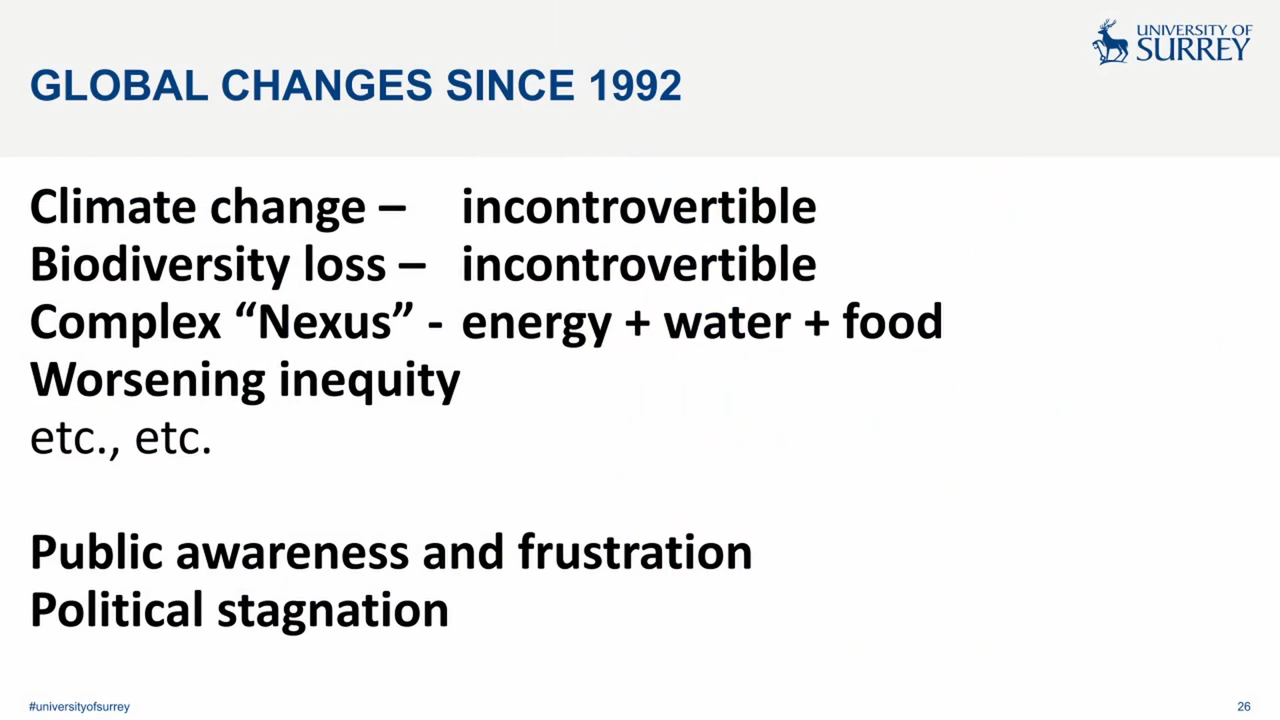 UNIVERSITY OF
SURREY
GLOBAL CHANGES SINCE 1992
Climate change – incontrovertible
Biodiversity loss – incontrovertible
Complex “Nexus” - energy + water + food
Worsening inequity
etc., etc.
Public awareness and frustration
Political stagnation
#universityofsurrey
26